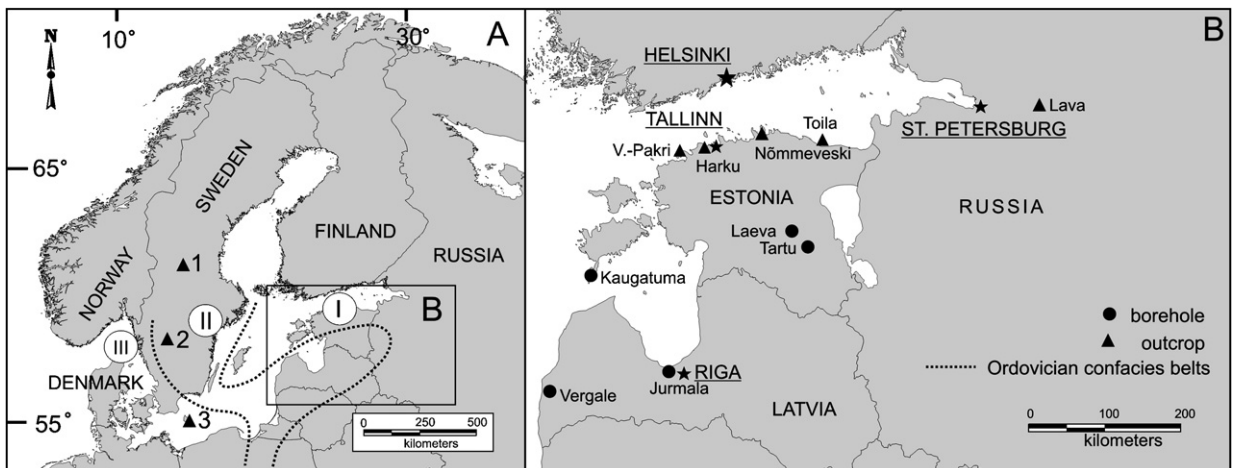 A
N
10°
30°
65°
55°
SWEDEN
FINLAND
RUSSIA
NORWAY
DENMARK
1
2
3
I
II
III
B
0 250 500
kilometers
B
HELSINKI
TALLINN
Toila
Lava
ST. PETERSBURG
V.-Pakri
Harku
Nõmmeveski
ESTONIA
RUSSIA
Laeva
Tartu
Kaugatuma
borehole
outcrop
Ordovician confacies belts
RIGA
Jurmala
Vergale
LATVIA
0 100 200
kilometers